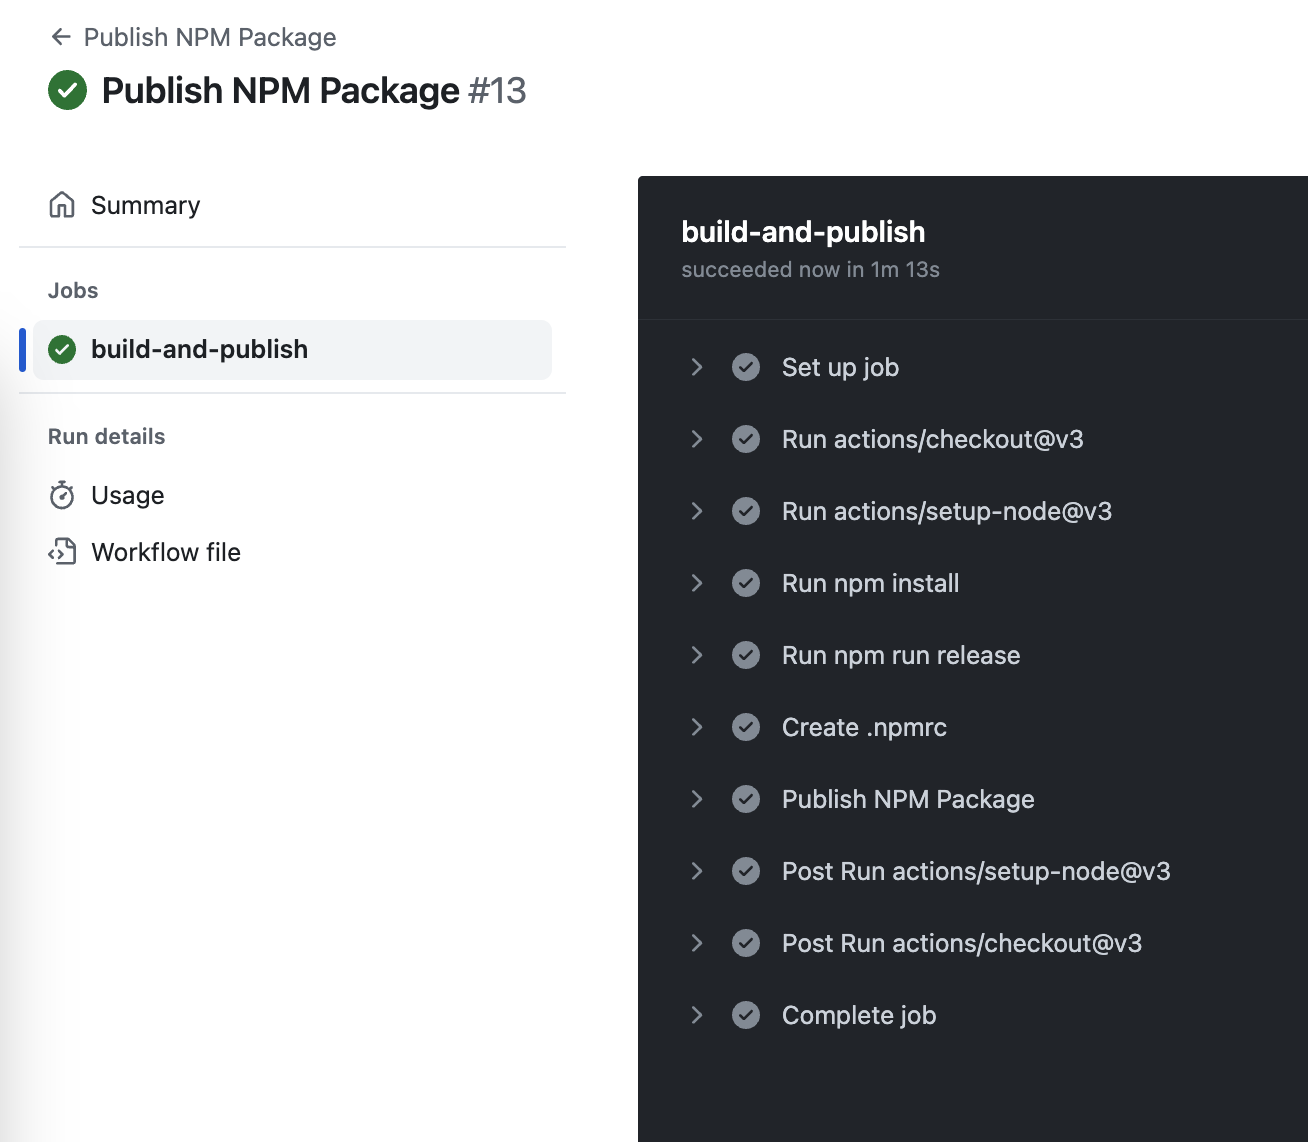 Publish NPM Package
Publish NPM Package #13
Summary
Jobs
build-and-publish
Run details
Usage
Workflow file
build-and-publish
succeeded now in 1m 13s
Set up job
Run actions/checkout@v3
Run actions/setup-node@v3
Run npm install
Run npm run release
Create .npmrc
Publish NPM Package
Post Run actions/setup-node@v3
Post Run actions/checkout@v3
Complete job